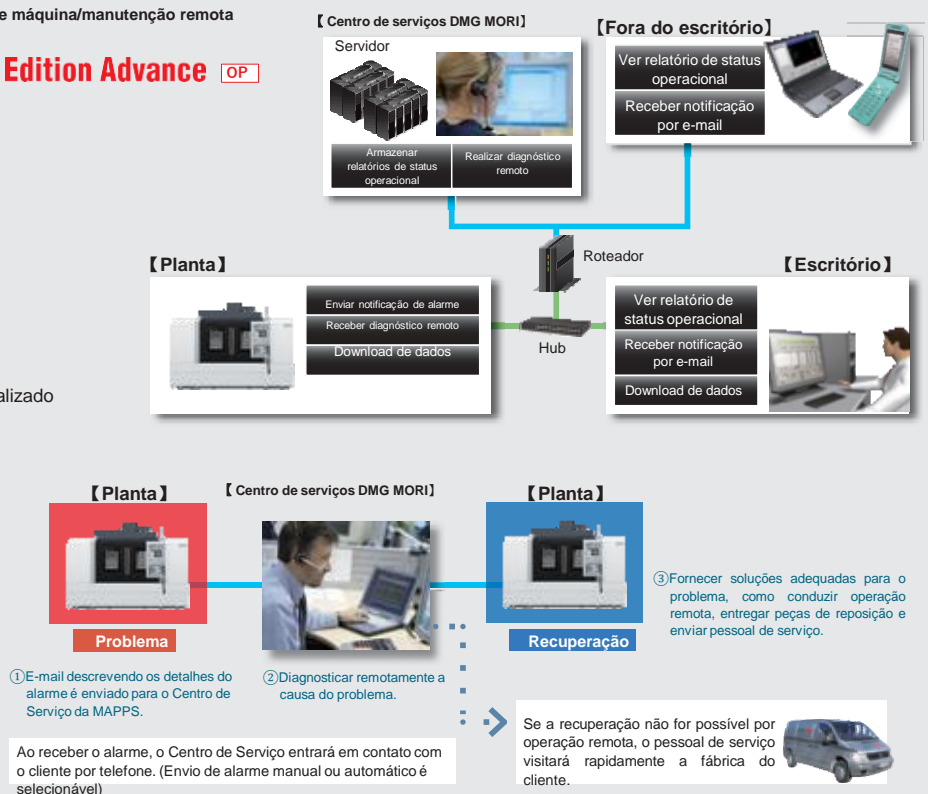 e máquina/manutenção remota
Edition Advance OP
【 Centro de serviços DMG MORI】
Servidor
Armazenar
relatórios de status
operacional
Realizar diagnóstico
remoto
【Fora do escritório】
Ver relatório de status
operacional
Receber notificação
por e-mail
Roteador
Hub
【Planta】
Enviar notificação de alarme
Receber diagnóstico remoto
Download de dados
【Escritório】
Ver relatório de
status operacional
Receber notificação
por e-mail
Download de dados
alizado
【Planta】
Problema
①E-mail descrevendo os detalhes do
alarme é enviado para o Centro de
Serviço da MAPPS.
【 Centro de serviços DMG MORI】
②Diagnosticar remotamente a
causa do problema.
【Planta】
Recuperação
③Fornecer soluções adequadas para o
problema, como conduzir operação
remota, entregar peças de reposição e
enviar pessoal de serviço.
Ao receber o alarme, o Centro de Serviço entrará em contato com
o cliente por telefone. (Envio de alarme manual ou automático é
selecionável)
Se a recuperação não for possível por
operação remota, o pessoal de serviço
visitará rapidamente a fábrica do
cliente.